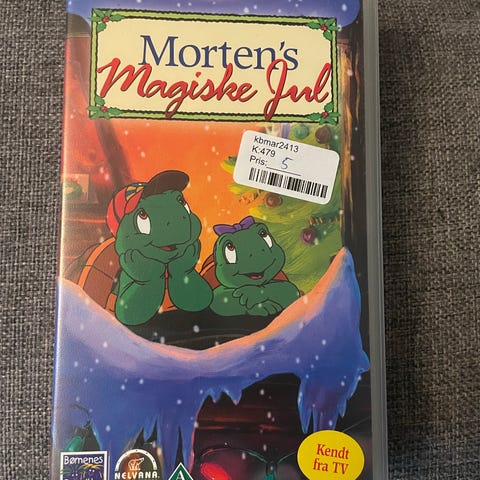 Morten's
Magiske Jul
kbmar2413
K:479
Pris: 5
Kendt
fra TV
Børnenes
NELVANA
A